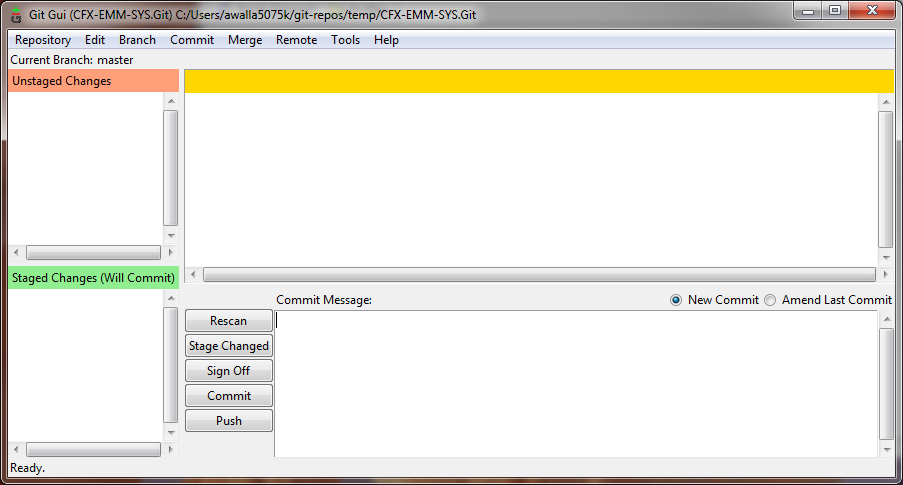 Git Gui (CFX-EMM-SYS.Git) C:/Users/awalla5075k/git-repos/temp/CFX-EMM-SYS.Git
Repository Edit Branch Commit Merge Remote Tools Help
Current Branch: master
Unstaged Changes
Staged Changes (Will Commit)
Commit Message:
New Commit
Amend Last Commit
Rescan
Stage Changed
Sign Off
Commit
Push
Ready.